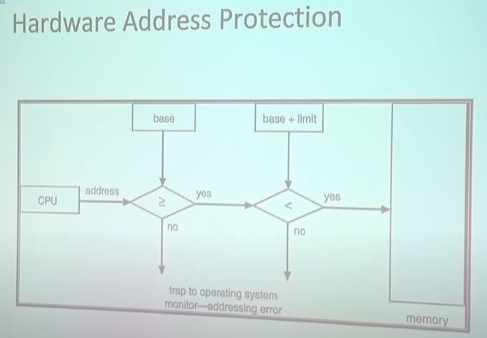 Hardware Address Protection
base
base + limit
CPU
address
≥
yes
<
yes
no
no
trap to operating system
monitor—addressing error
memory